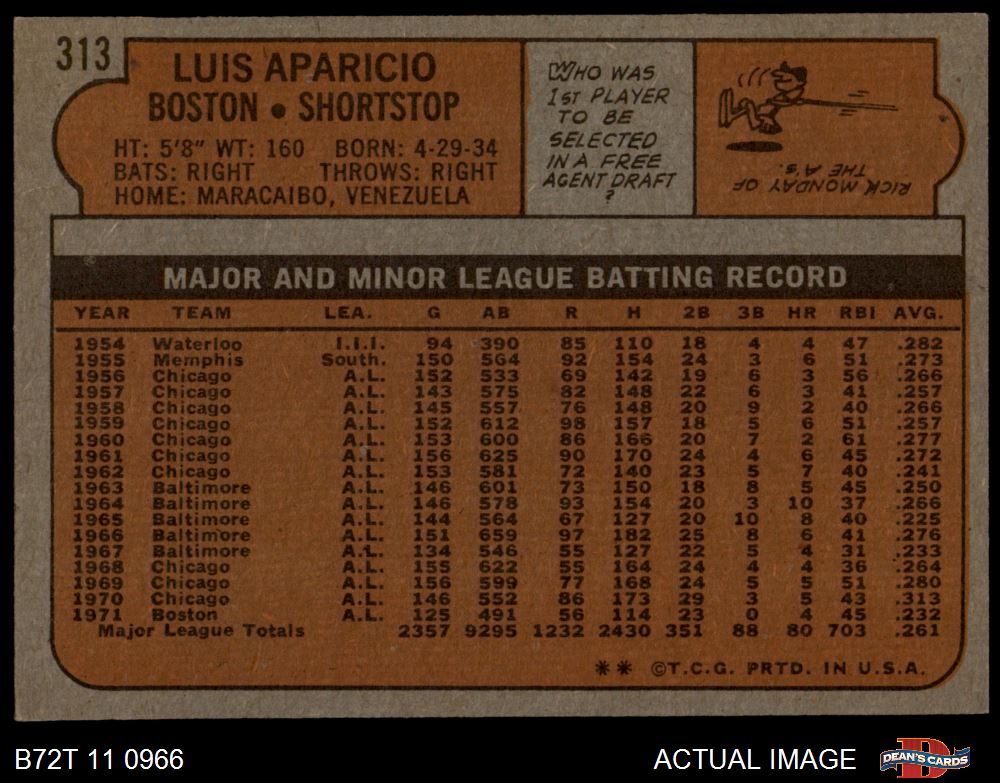 313
LUIS APARICIO
BOSTON • SHORTSTOP
HT: 5'8" WT: 160 BORN: 4-29-34
BATS: RIGHT THROWS: RIGHT
HOME: MARACAIBO, VENEZUELA
WHO WAS
1ST PLAYER
TO BE
SELECTED
IN A FREE
AGENT DRAFT
?
RICK MONDAY OF
THE A'S.
MAJOR AND MINOR LEAGUE BATTING RECORD
YEAR TEAM LEA. G AB R H 2B 3B HR RBI AVG.
1954 Waterloo I.I.I. 94 390 85 110 18 4 4 47 .282
1955 Memphis South. 150 564 92 154 24 3 6 51 .273
1956 Chicago A.L. 152 533 69 142 19 6 3 56 .266
1957 Chicago A.L. 143 575 82 148 22 6 3 41 .257
1958 Chicago A.L. 145 557 76 148 20 9 2 40 .266
1959 Chicago A.L. 152 612 98 157 18 5 6 51 .257
1960 Chicago A.L. 153 600 86 166 20 7 2 61 .277
1961 Chicago A.L. 156 625 90 170 24 4 6 45 .272
1962 Chicago A.L. 153 581 72 140 23 5 7 40 .241
1963 Baltimore A.L. 146 601 73 150 18 8 5 45 .250
1964 Baltimore A.L. 146 578 93 154 20 3 10 37 .266
1965 Baltimore A.L. 144 564 67 127 20 10 8 40 .225
1966 Baltimore A.L. 151 659 97 182 25 8 6 41 .276
1967 Baltimore A.L. 134 546 55 127 22 5 4 31 .233
1968 Chicago A.L. 155 622 55 164 24 4 4 36 .264
1969 Chicago A.L. 156 599 77 168 24 5 5 51 .280
1970 Chicago A.L. 146 552 86 173 29 3 5 43 .313
1971 Boston A.L. 125 491 56 114 23 0 4 45 .232
Major League Totals 2357 9295 1232 2430 351 88 80 703 .261
** ©T.C.G. PRTD. IN U.S.A.
B72T 11 0966
ACTUAL IMAGE
DEAN'S CARDS